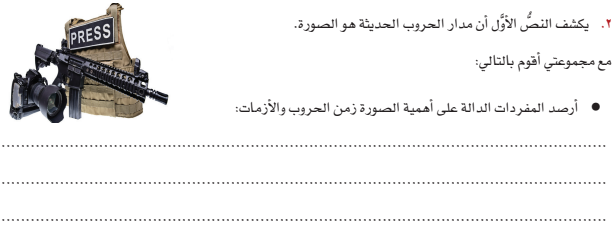 ٢. يكشف النصُّ الأوَّل أن مدار الحروب الحديثة هو الصورة.
PRESS
مع مجموعتي أقوم بالتالي:
● أرصد المفردات الدالة على أهمية الصورة زمن الحروب والأزمات: